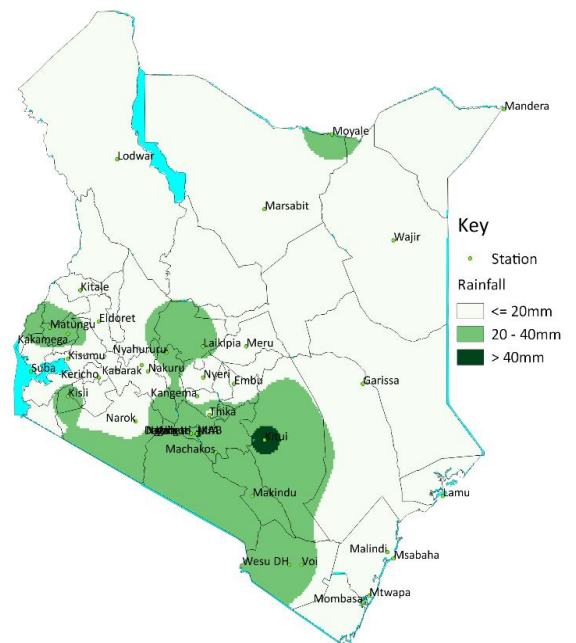 Mandera
Moyale
Lodwar
Marsabit
Wajir
Key
Station
Rainfall
<= 20mm
20 - 40mm
> 40mm
Kitale
Eldoret
Matungu
Kakamega
Nyahururu
Laikipia
Meru
Kisumu
Suba
Kericho
Kabarak
Nakuru
Nyeri
Embu
Garissa
Kisii
Kangema
Narok
Thika
Kitui
Machakos
Makindu
Lamu
Wesu DH
Voi
Malindi
Msabaha
Mombasa
Mtwapa